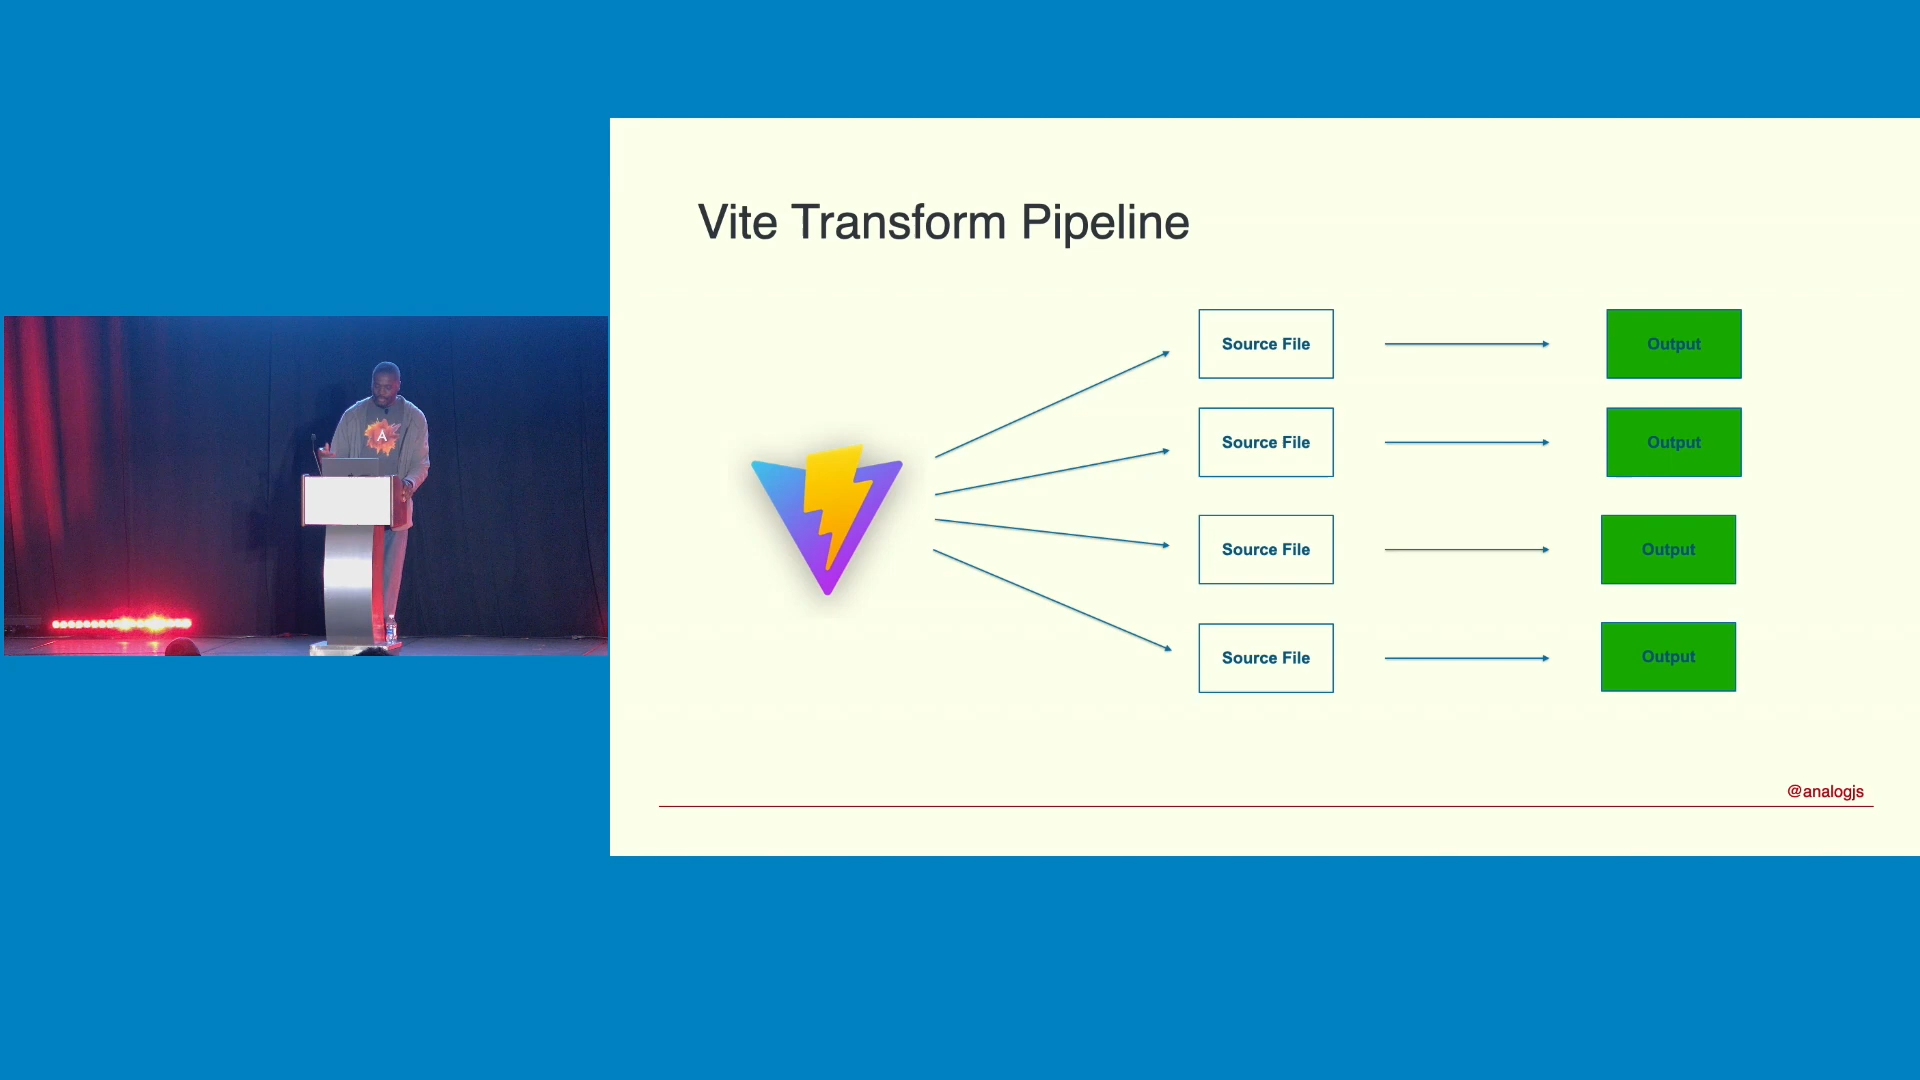 Vite Transform Pipeline
Source File
Output
Source File
Output
Source File
Output
Source File
Output
@analogjs
A